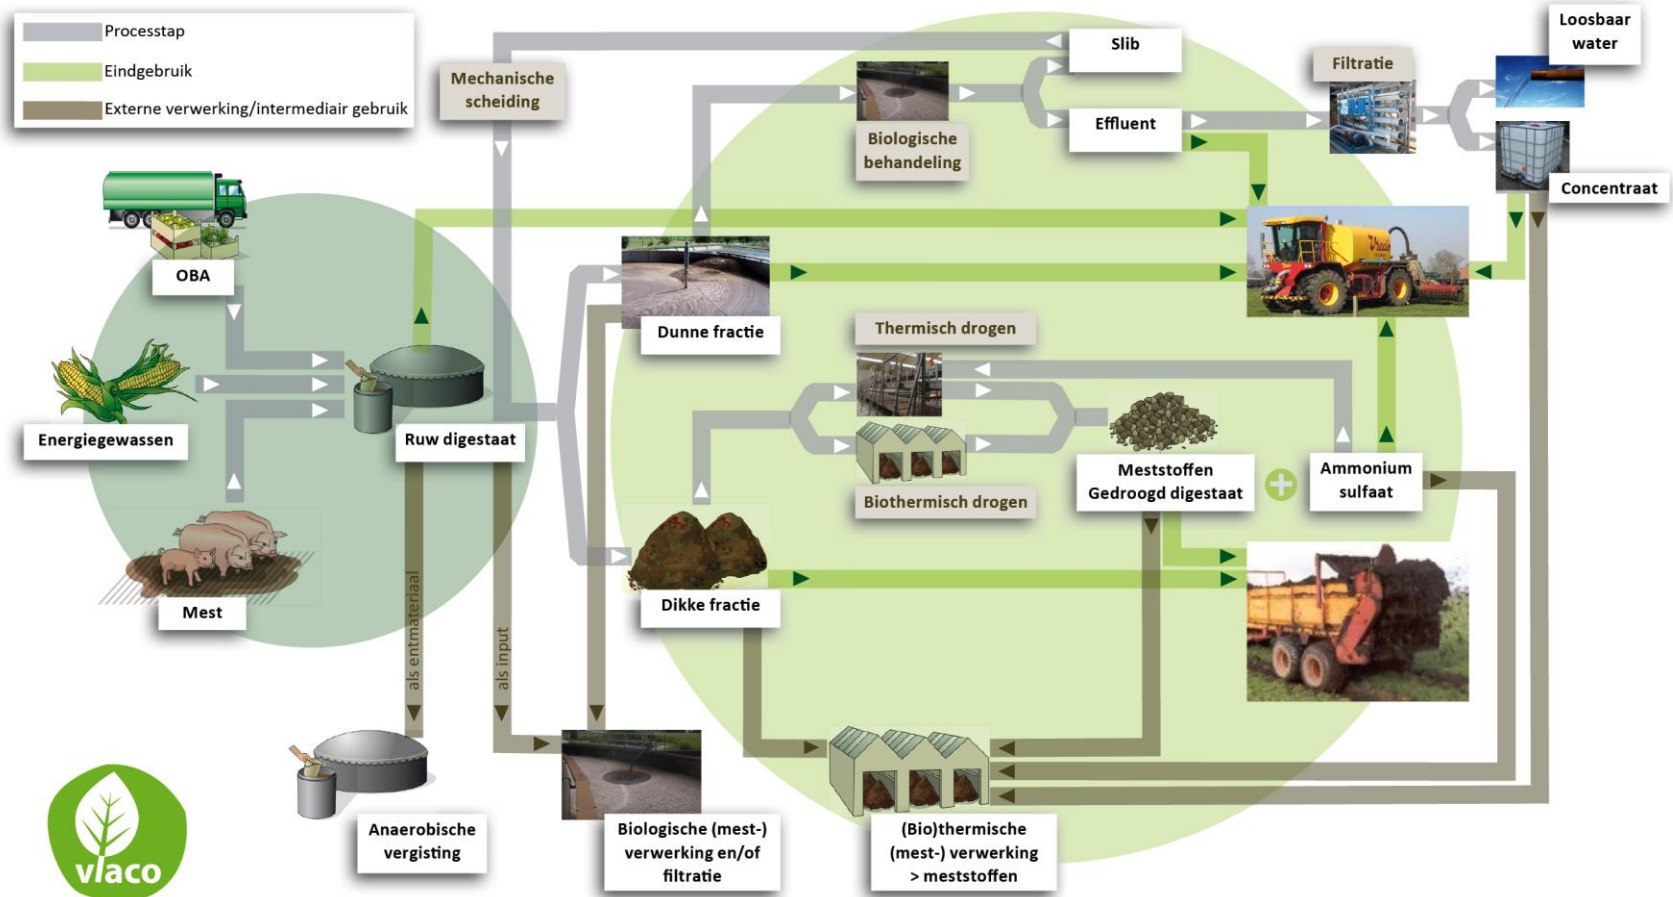 Processtap
Eindgebruik
Externe verwerking/intermediair gebruik
Mechanische
scheiding
Slib
Biologische
behandeling
Effluent
Filtratie
Loosbaar
water
Concentraat
OBA
Energiegewassen
Mest
Ruw digestaat
Dunne fractie
Thermisch drogen
Biothermisch drogen
Meststoffen
Gedroogd digestaat
Ammonium
sulfaat
Dikke fractie
als entmateriaal
als input
Anaerobische
vergisting
Biologische (mest-)
verwerking en/of
filtratie
(Bio)thermische
(mest-) verwerking
> meststoffen
vlaco